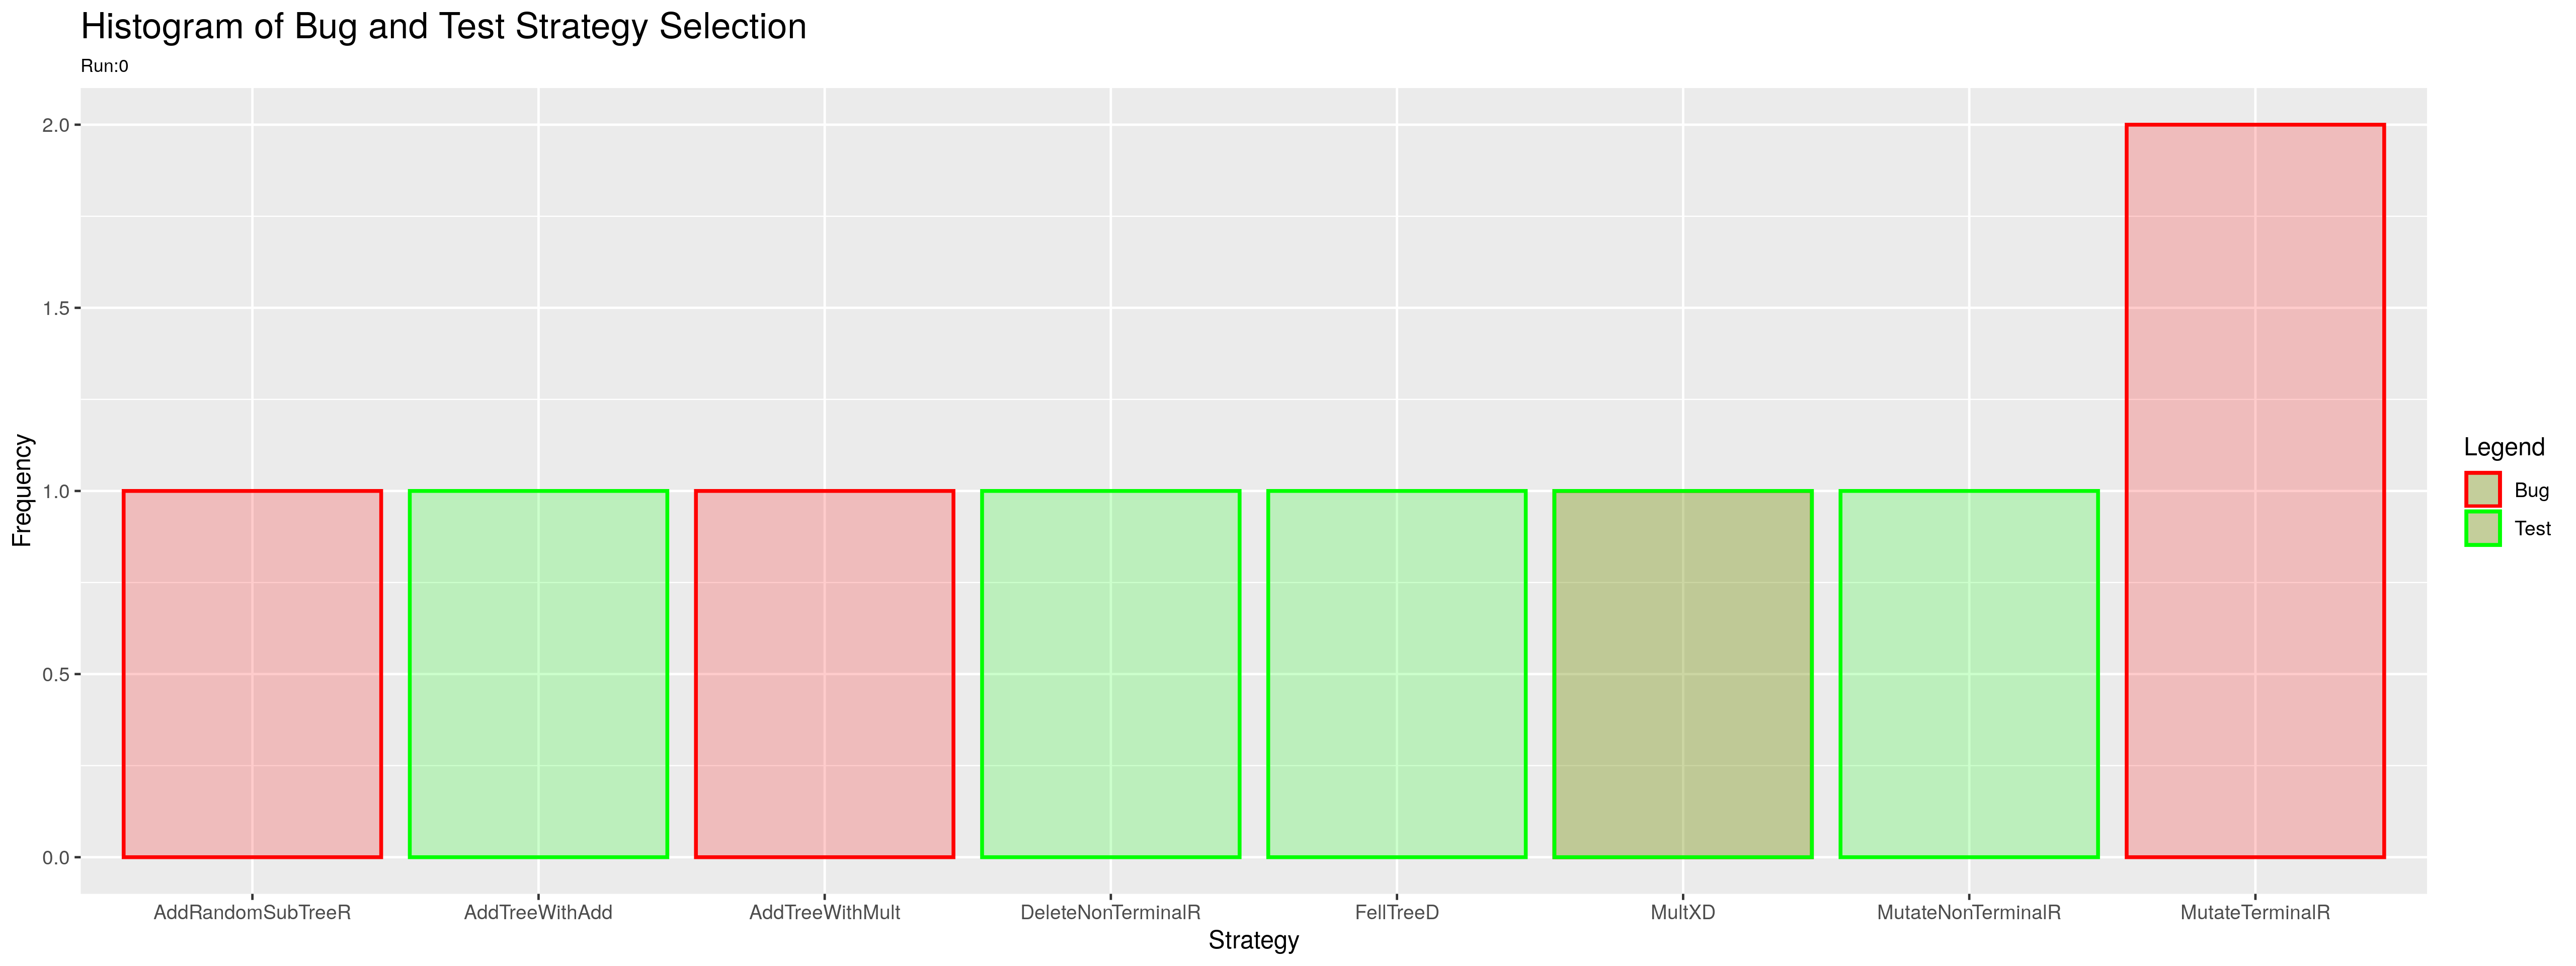 Histogram of Bug and Test Strategy Selection
Run:0
2.0
1.5
1.0
0.5
0.0
Frequency
AddRandomSubTreeR AddTreeWithAdd AddTreeWithMult DeleteNonTerminalR FellTreeD MultXD MutateNonTerminalR MutateTerminalR
Strategy
Legend
Bug
Test